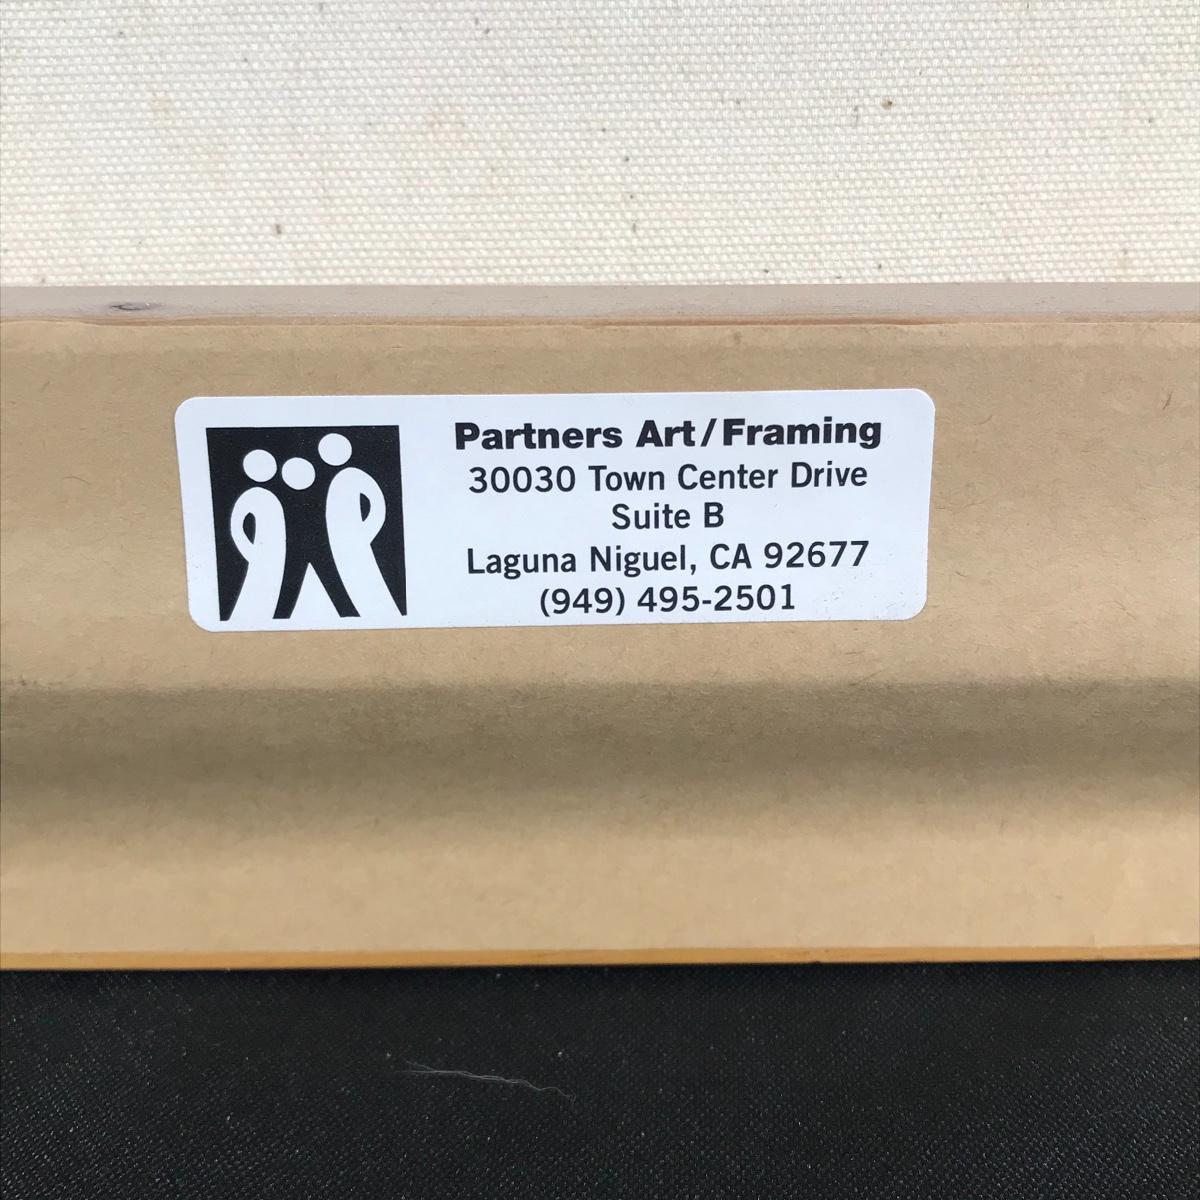 Partners Art/Framing
30030 Town Center Drive
Suite B
Laguna Niguel, CA 92677
(949) 495-2501